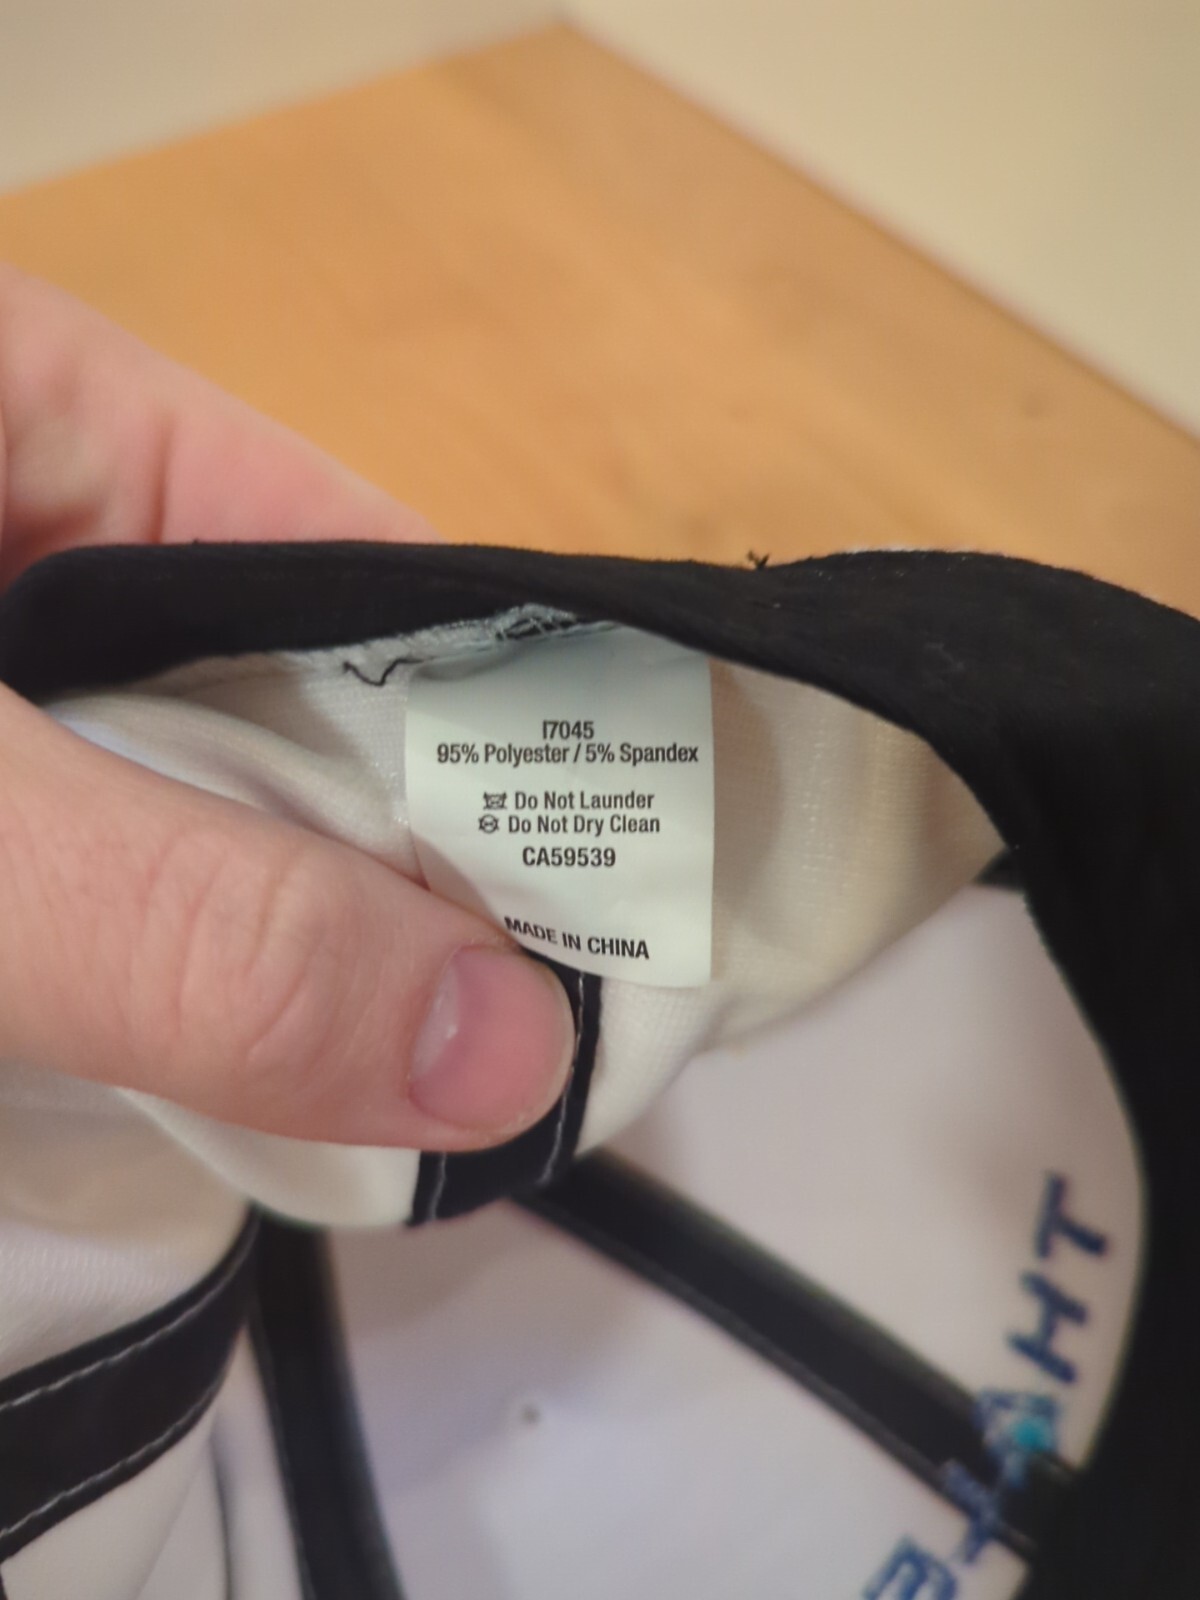 I7045
95% Polyester / 5% Spandex
Do Not Launder
Do Not Dry Clean
CA59539
MADE IN CHINA